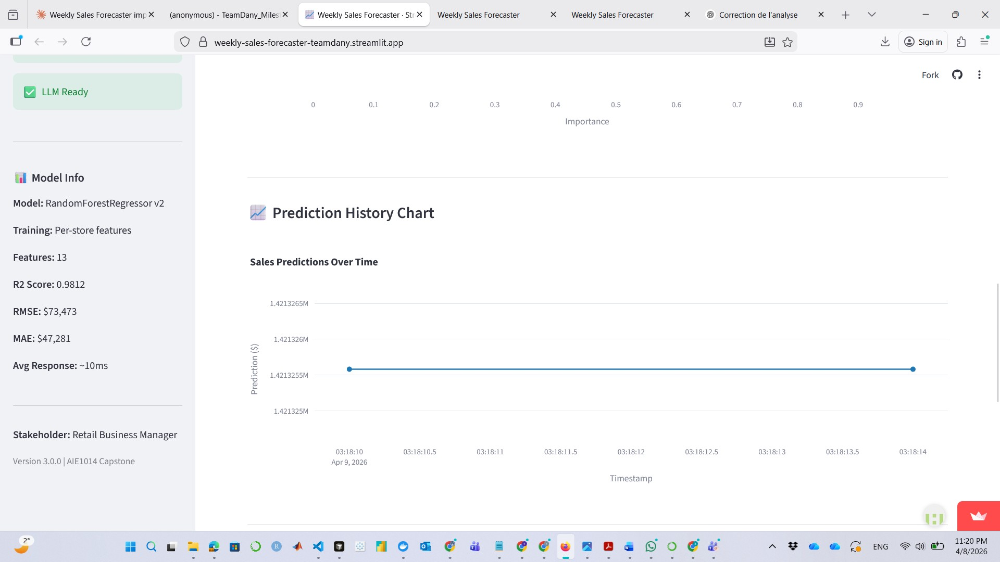 Weekly Sales Forecaster imp
(anonymous) - TeamDany_Miles
Weekly Sales Forecaster · Str
Weekly Sales Forecaster
Weekly Sales Forecaster
Correction de l'analyse
weekly-sales-forecaster-teamdany.streamlit.app
Sign in
Fork
LLM Ready
Model Info
Model: RandomForestRegressor v2
Training: Per-store features
Features: 13
R2 Score: 0.9812
RMSE: $73,473
MAE: $47,281
Avg Response: ~10ms
Stakeholder: Retail Business Manager
Version 3.0.0 | AIE1014 Capstone
0 0.1 0.2 0.3 0.4 0.5 0.6 0.7 0.8 0.9
Importance
Prediction History Chart
Sales Predictions Over Time
1.4213265M
1.421326M
1.4213255M
1.421325M
Prediction ($)
03:18:10 03:18:10.5 03:18:11 03:18:11.5 03:18:12 03:18:12.5 03:18:13 03:18:13.5 03:18:14
Apr 9, 2026
Timestamp
2°
ENG
11:20 PM
4/8/2026